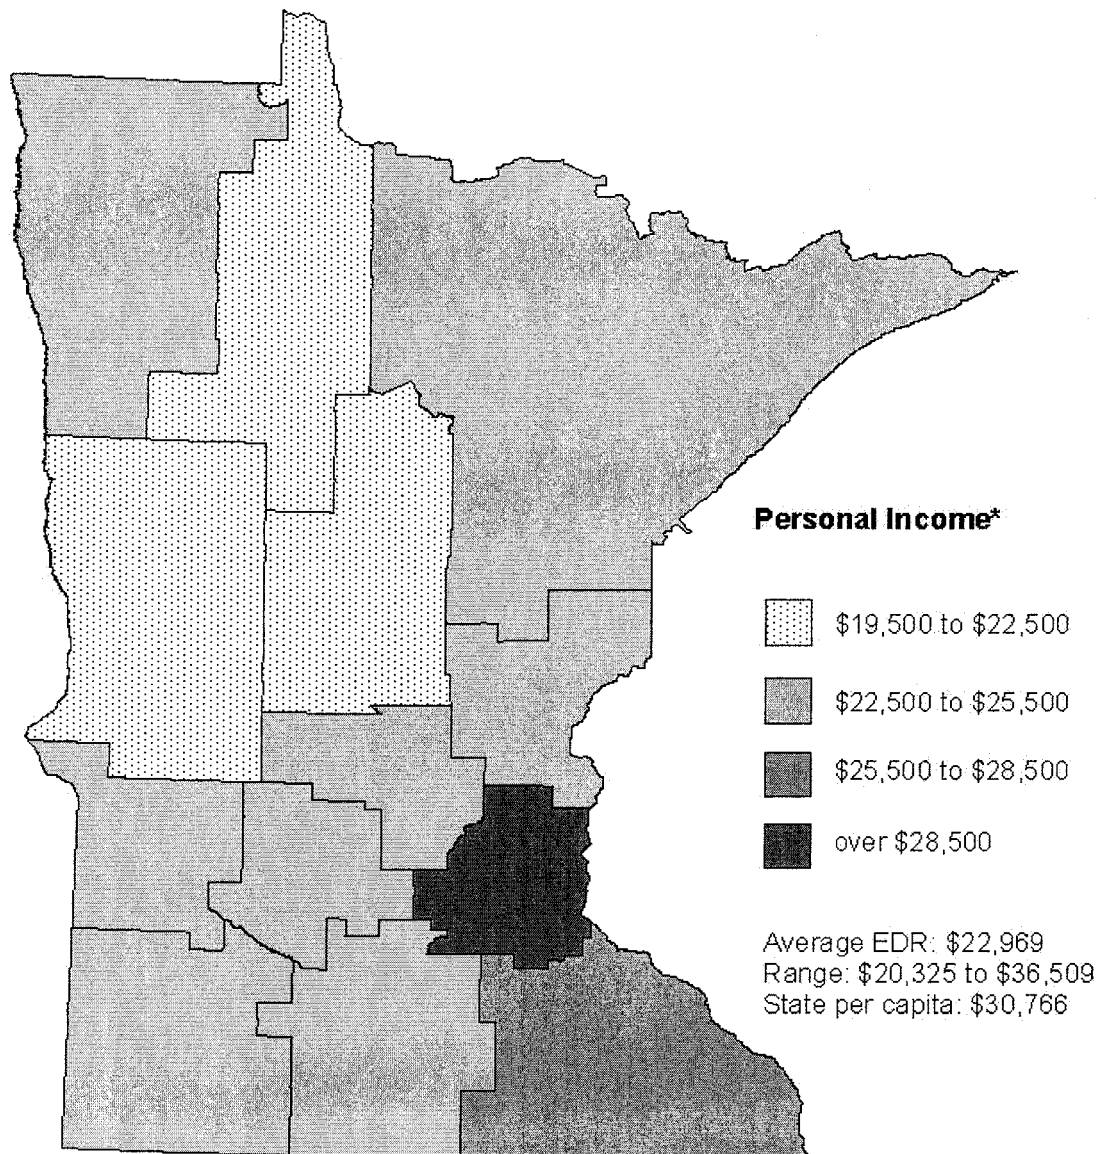 Personal Income*
$19,500 to $22,500
$22,500 to $25,500
$25,500 to $28,500
over $28,500
Average EDR: $22,969
Range: $20,325 to $36,509
State per capita: $30,766